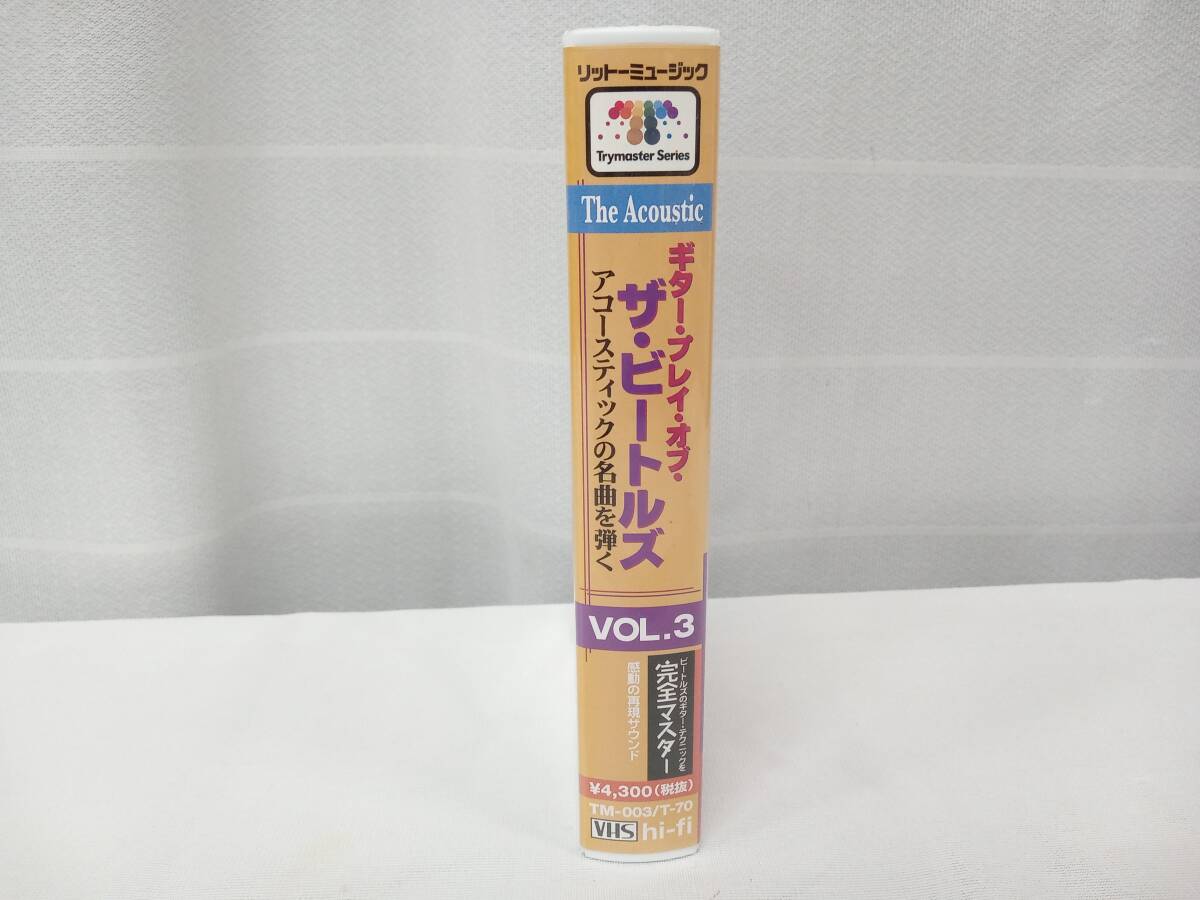 リットーミュージック
Trymaster Series
The Acoustic
ギター・プレイ・オブ・
ザ・ビートルズ
アコースティックの名曲を弾く
VOL.3
ビートルズのギター・テクニックを
完全マスター
感動の再現サウンド
¥4,300(税抜)
TM-003/T-70
VHS hi-fi